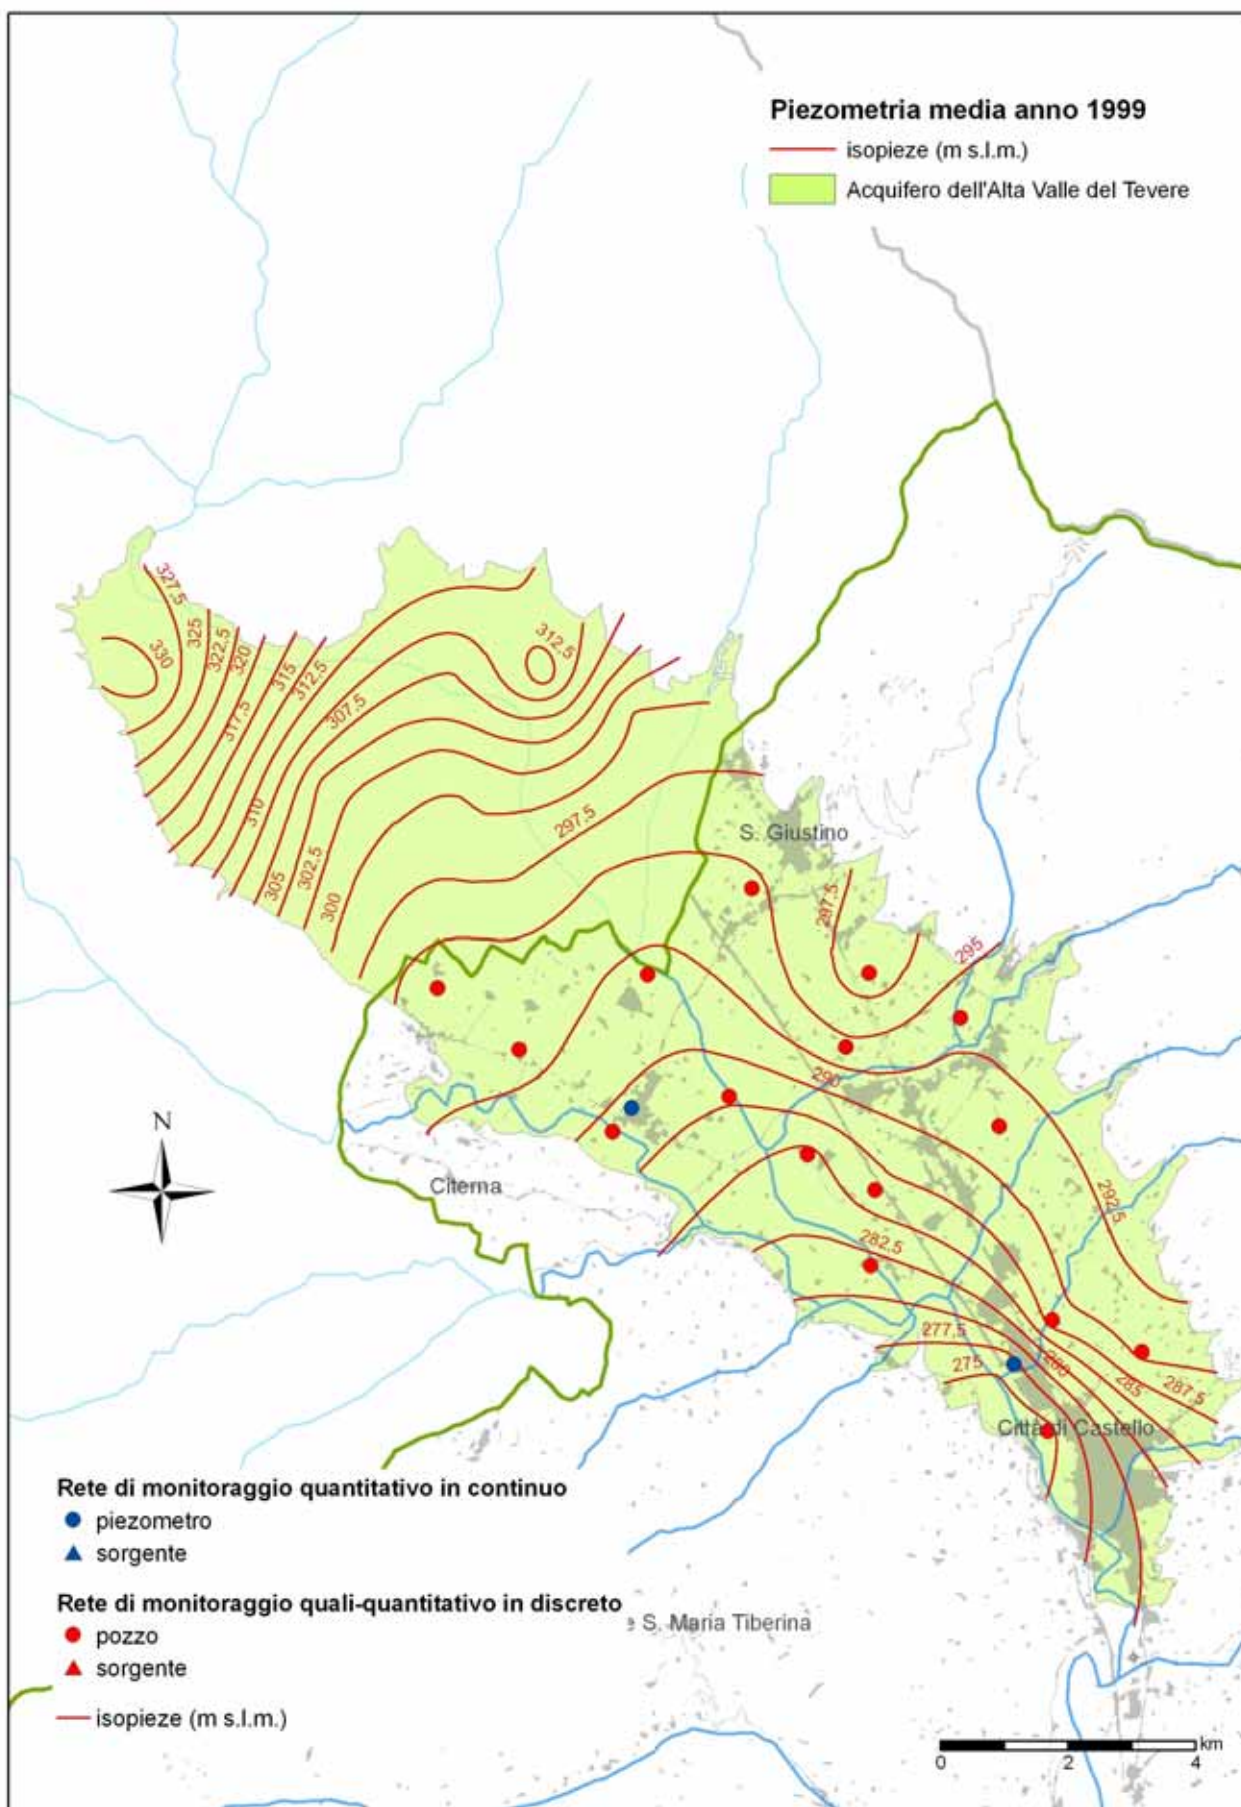 Piezometria media anno 1999
isopieze (m s.l.m.)
Acquifero dell'Alta Valle del Tevere
327,5
330
325
322,5
320
317,5
315
312,5
312,5
310
307,5
305
302,5
300
297,5
S. Giustino
297,5
295
290
N
Citerna
292,5
282,5
277,5
275
280
285
287,5
Città di Castello
Rete di monitoraggio quantitativo in continuo
piezometro
sorgente
Rete di monitoraggio quali-quantitativo in discreto
pozzo
sorgente
isopieze (m s.l.m.)
e S. Maria Tiberina
km
0 2 4